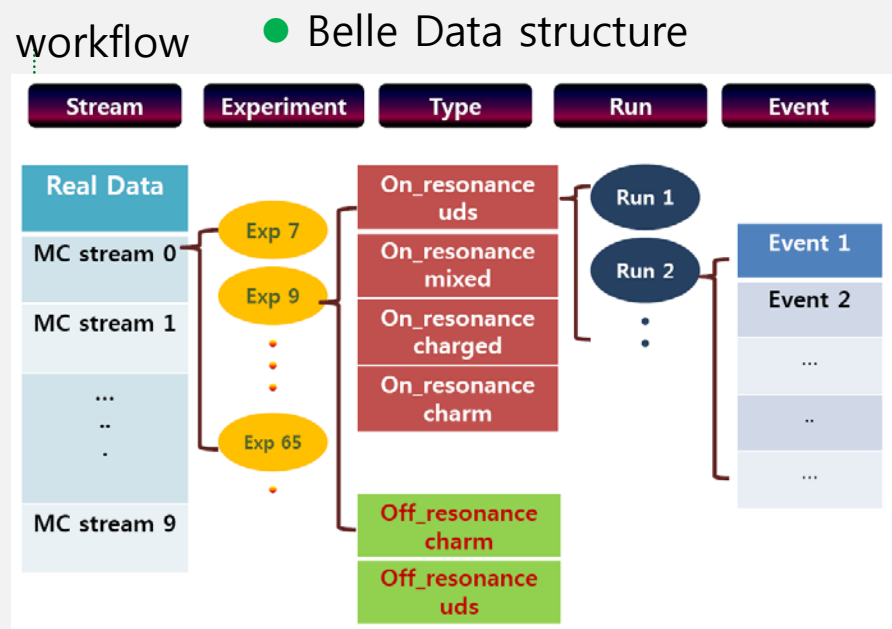 workflow
Belle Data structure
Stream
Experiment
Type
Run
Event
Real Data
MC stream 0
MC stream 1
...
..
.
MC stream 9
Exp 7
Exp 9
Exp 65
On_resonance
uds
On_resonance
mixed
On_resonance
charged
On_resonance
charm
Off_resonance
charm
Off_resonance
uds
Run 1
Run 2
Event 1
Event 2
...
..
...